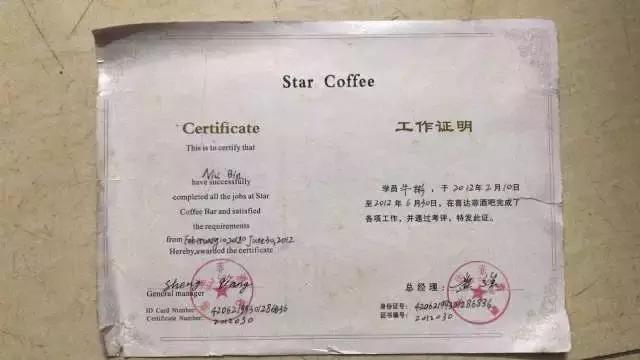 Star Coffee
Certificate
This is to certify that
Niu Bin
have successfully
completed all the jobs at Star
Coffee Bar and satisfied
the requirements
from February 10,2012 to June 30,2012
Hereby,awarded the certificate
Sheng Xiang
General manager
ID Card Number:
Certificate Number: 2012030
工作证明
学员牛彬，于2012年2月10日
至2012年6月30日，在喜达菲酒吧完成了
各项工作，并通过考评，特发此证。
总经理：
身份证号：
证书编号：2012030